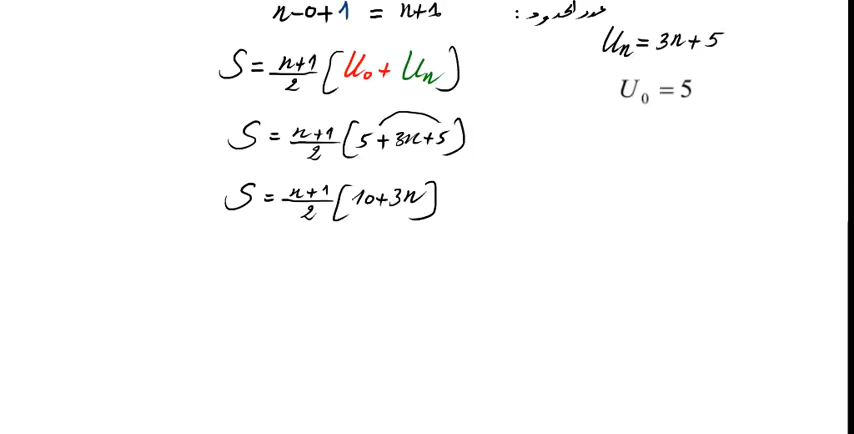 عدد الحدود : n-0+1 = n+1
Un = 3n+5
S = n+1/2 [U0 + Un]
U0 = 5
S = n+1/2 [5+3n+5]
S = n+1/2 [10+3n]